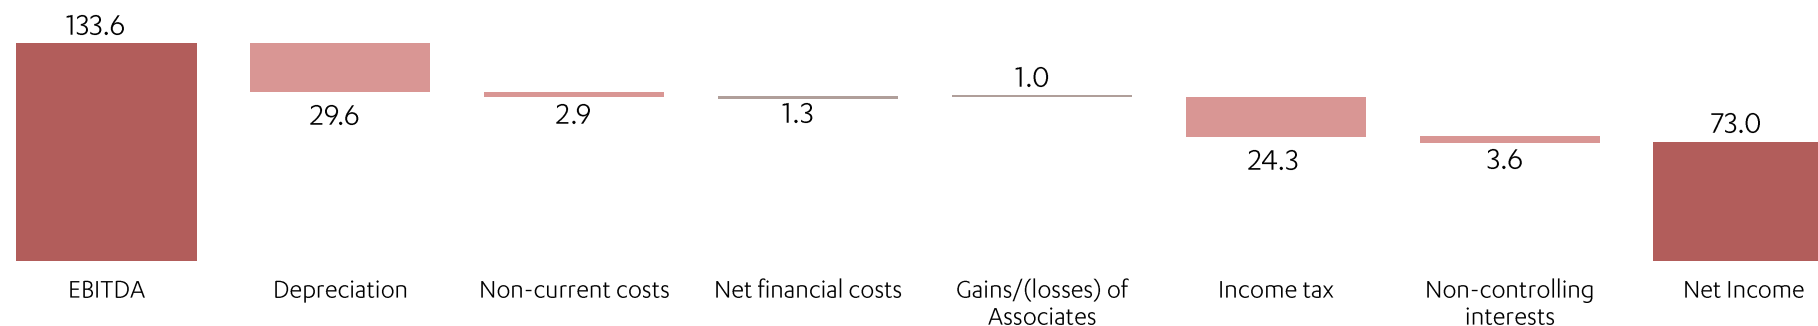 133.6
29.6
2.9
1.3
1.0
24.3
3.6
73.0
EBITDA
Depreciation
Non-current costs
Net financial costs
Gains/(losses) of
Associates
Income tax
Non-controlling
interests
Net Income